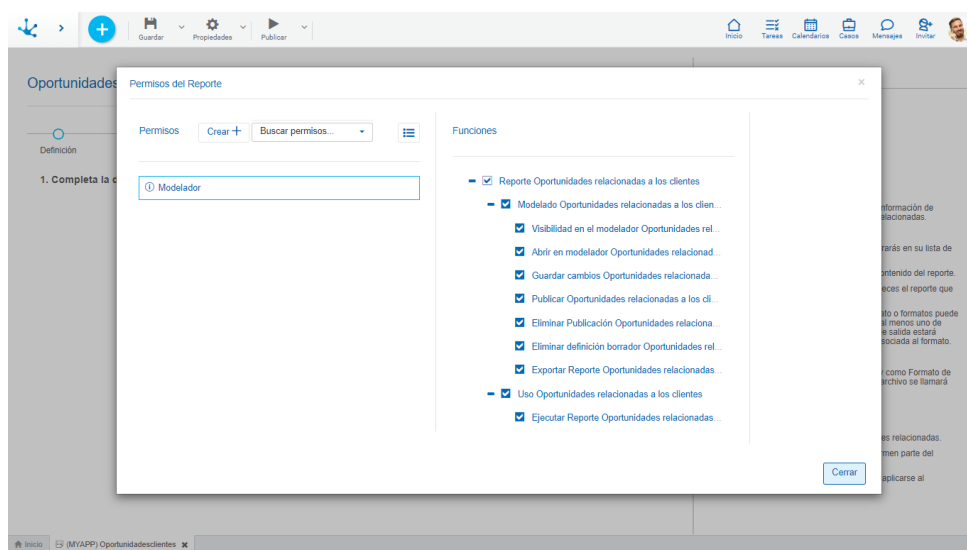 Guardar
Propiedades
Publicar
Inicio
Tareas
Calendarios
Casos
Mensajes
Invitar
Oportunidades
Definición
1. Completa la d
Permisos del Reporte
×
Permisos
Crear +
Buscar permisos...
Modelador
Funciones
Reporte Oportunidades relacionadas a los clientes
Modelado Oportunidades relacionadas a los clien...
Visibilidad en el modelador Oportunidades rel...
Abrir en modelador Oportunidades relacionad...
Guardar cambios Oportunidades relacionada...
Publicar Oportunidades relacionadas a los cli...
Eliminar Publicación Oportunidades relaciona...
Eliminar definición borrador Oportunidades rel...
Exportar Reporte Oportunidades relacionadas...
Uso Oportunidades relacionadas a los clientes
Ejecutar Reporte Oportunidades relacionadas...
Cerrar
nformación de
elacionadas.
rarás en su lista de
ontenido del reporte.
eces el reporte que
ato o formatos puede
al menos uno de
e salida estará
sociada al formato.
y como Formato de
archivo se llamará
es relacionadas.
rmen parte del
aplicarse al
Inicio
(MYAPP) Oportunidadesclientes